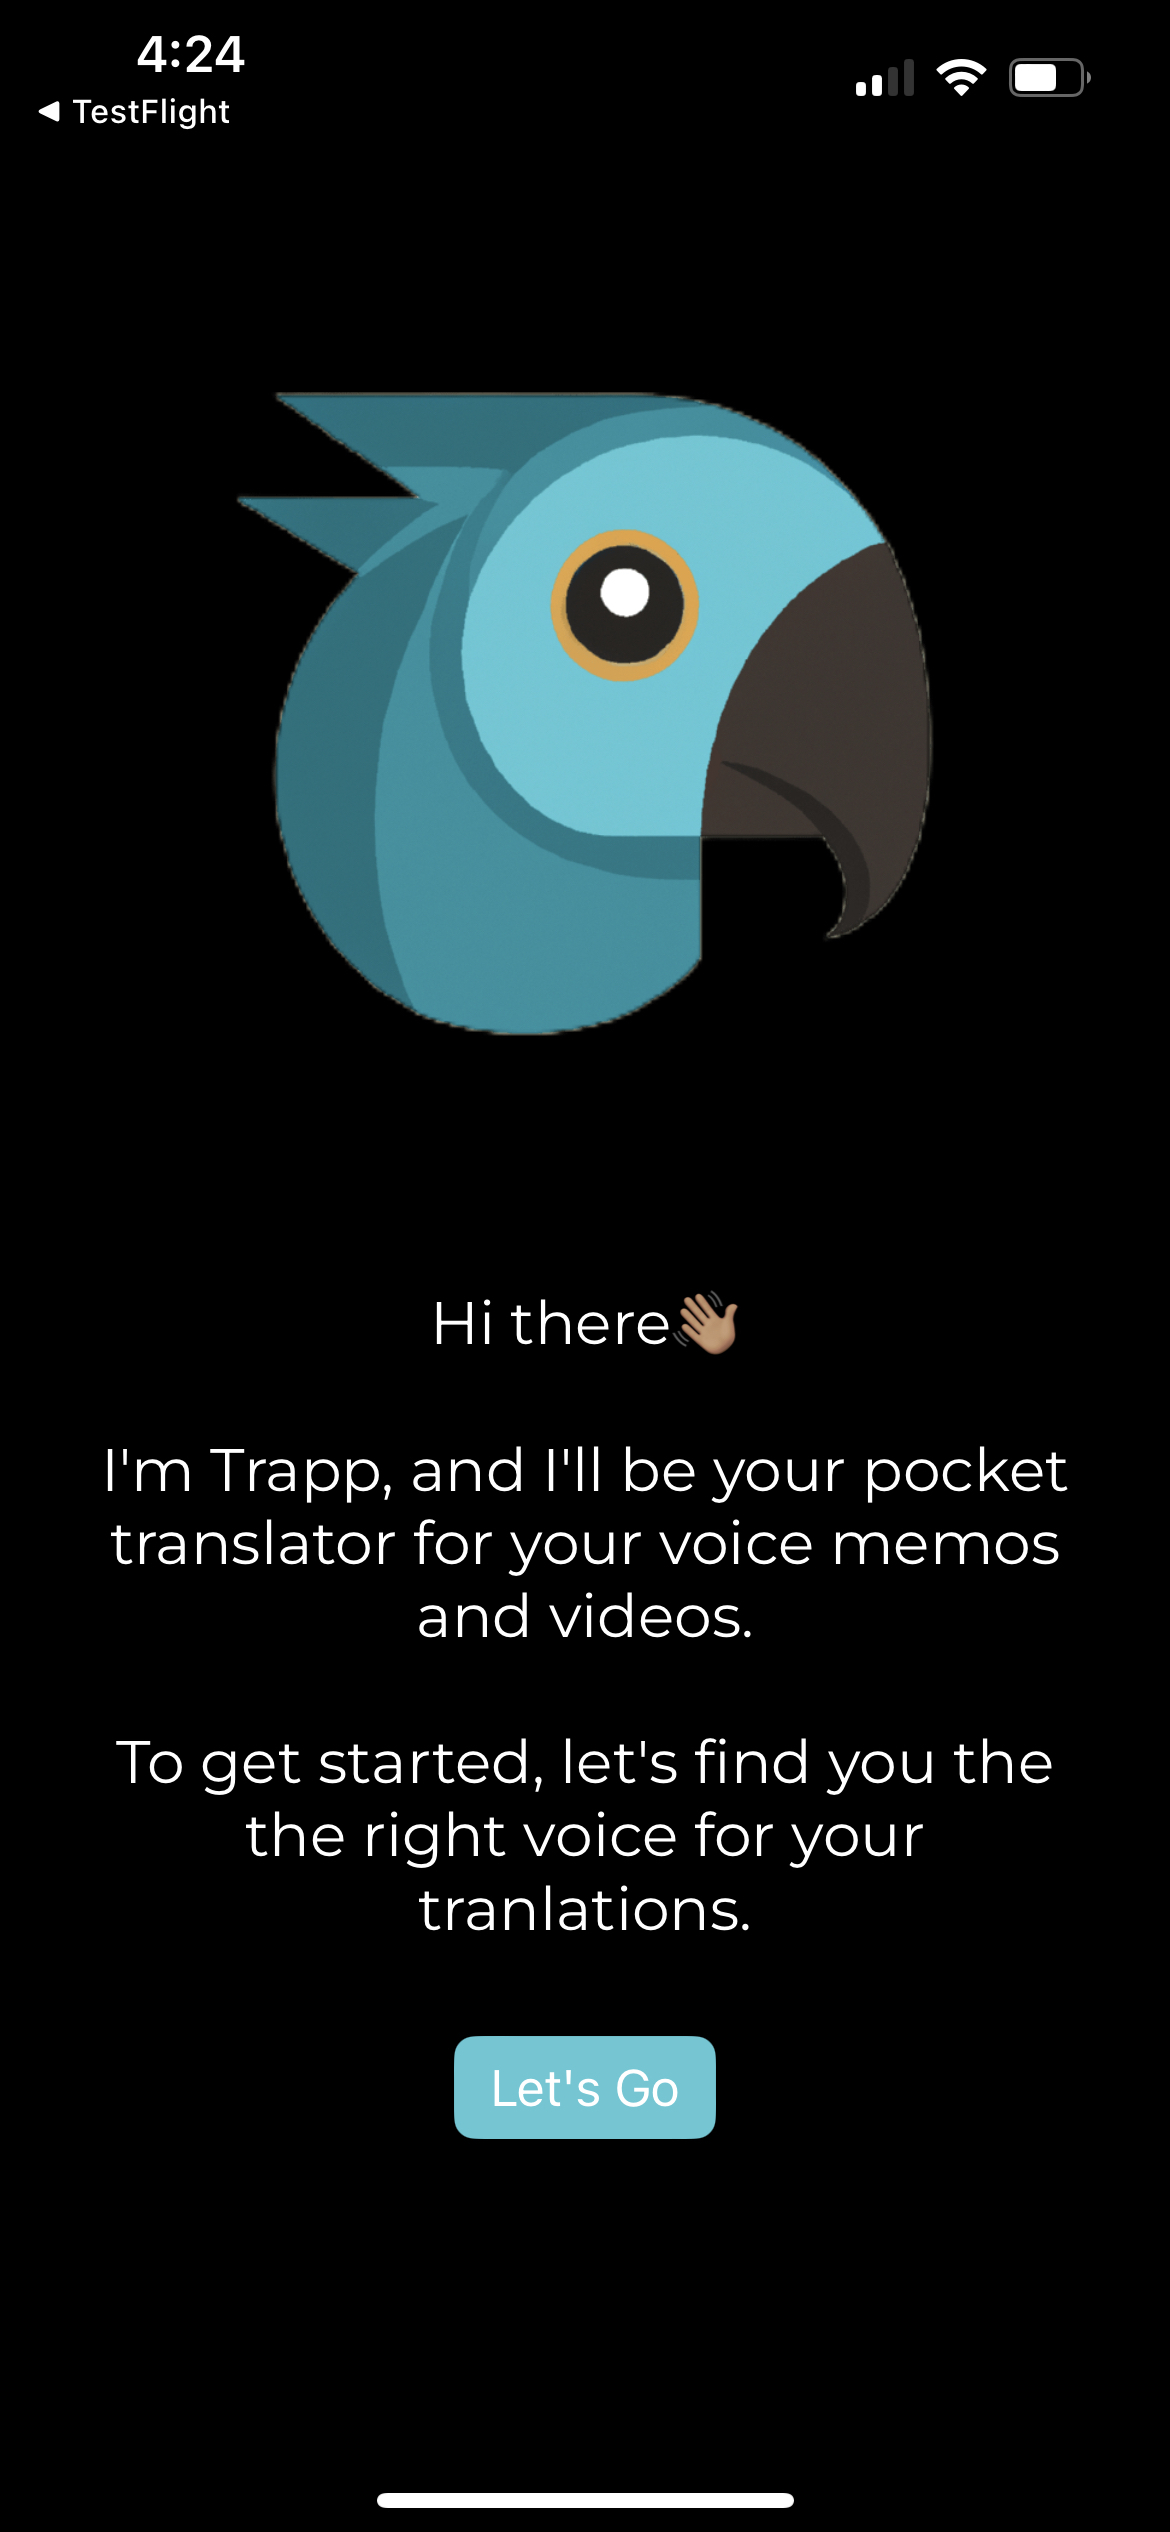 4:24
◀ TestFlight
Hi there👋🏽
I'm Trapp, and I'll be your pocket
translator for your voice memos
and videos.
To get started, let's find you the
the right voice for your
tranlations.
Let's Go